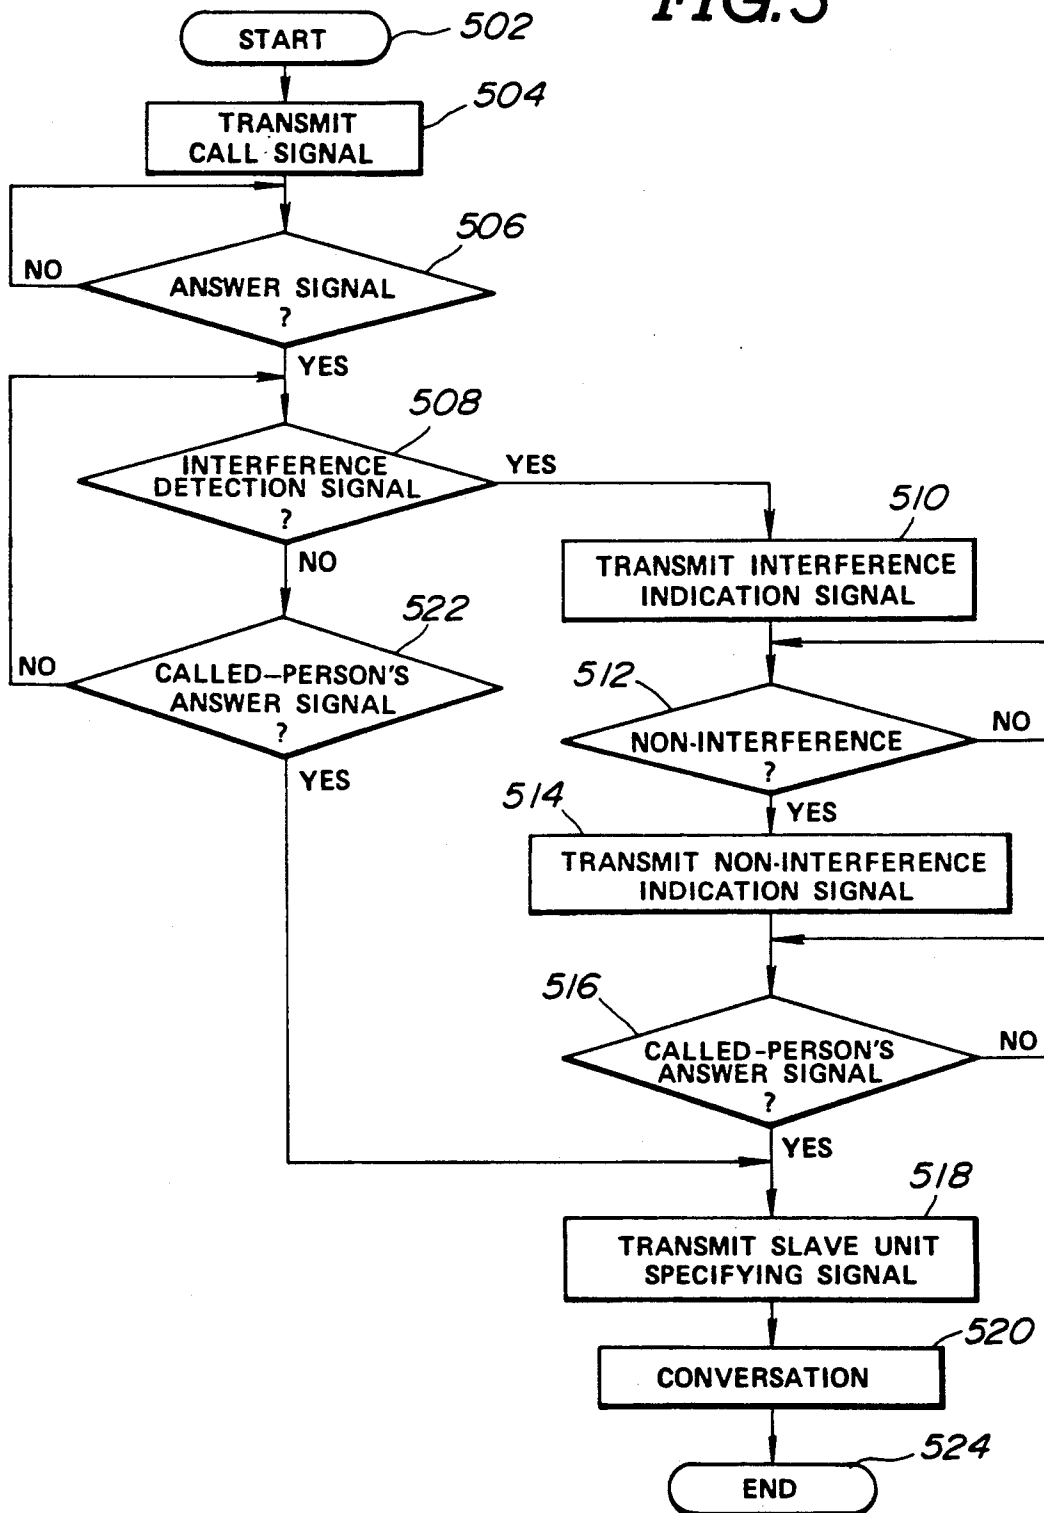 FIG.5
START
502
TRANSMIT
CALL SIGNAL
504
506
ANSWER SIGNAL
?
NO
YES
508
INTERFERENCE
DETECTION SIGNAL
?
YES
NO
510
TRANSMIT INTERFERENCE
INDICATION SIGNAL
522
CALLED-PERSON'S
ANSWER SIGNAL
?
NO
YES
512
NON-INTERFERENCE
?
NO
YES
514
TRANSMIT NON-INTERFERENCE
INDICATION SIGNAL
516
CALLED-PERSON'S
ANSWER SIGNAL
?
NO
YES
518
TRANSMIT SLAVE UNIT
SPECIFYING SIGNAL
520
CONVERSATION
524
END